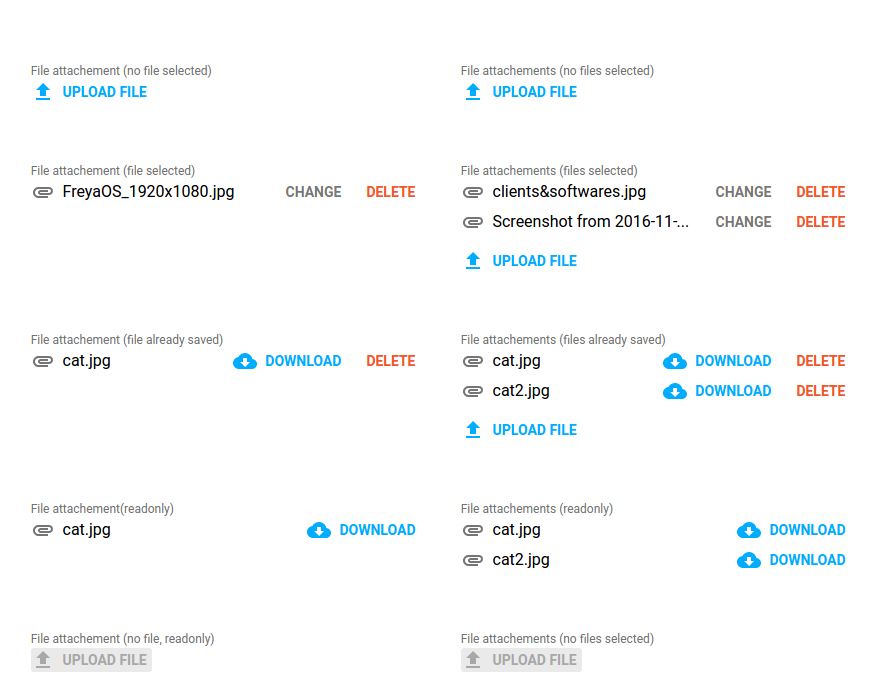 File attachement (no file selected)
File attachements (no files selected)
UPLOAD FILE
UPLOAD FILE
File attachement (file selected)
File attachements (files selected)
FreyaOS_1920x1080.jpg CHANGE DELETE
clients&softwares.jpg CHANGE DELETE
Screenshot from 2016-11-... CHANGE DELETE
UPLOAD FILE
File attachement (file already saved)
File attachements (files already saved)
cat.jpg DOWNLOAD DELETE
cat.jpg DOWNLOAD DELETE
cat2.jpg DOWNLOAD DELETE
UPLOAD FILE
File attachement(readonly)
File attachements (readonly)
cat.jpg DOWNLOAD
cat.jpg DOWNLOAD
cat2.jpg DOWNLOAD
File attachement (no file, readonly)
File attachements (no files selected)
UPLOAD FILE
UPLOAD FILE